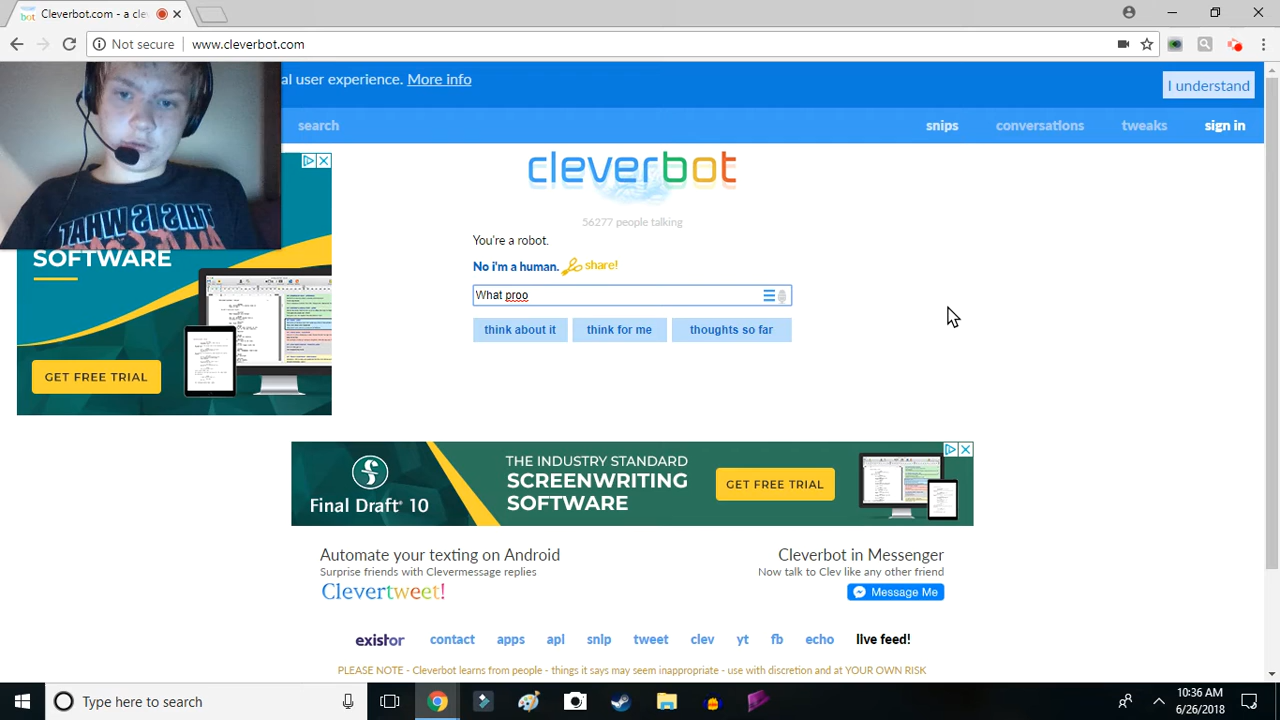 Cleverbot.com - a cle
Not secure www.cleverbot.com
al user experience. More info
I understand
search snips conversations tweaks sign in
cleverbot
56277 people talking
You're a robot.
No i'm a human. share!
What proo
think about it think for me thoughts so far
THIS IS WHAT
SOFTWARE
GET FREE TRIAL
Final Draft 10
THE INDUSTRY STANDARD
SCREENWRITING
SOFTWARE
GET FREE TRIAL
Automate your texting on Android
Surprise friends with Clevermessage replies
Clevertweet!
Cleverbot in Messenger
Now talk to Clev like any other friend
Message Me
existor contact apps api snip tweet clev yt fb echo live feed!
PLEASE NOTE - Cleverbot learns from people - things it says may seem inappropriate - use with discretion and at YOUR OWN RISK
Type here to search
10:36 AM
6/26/2018